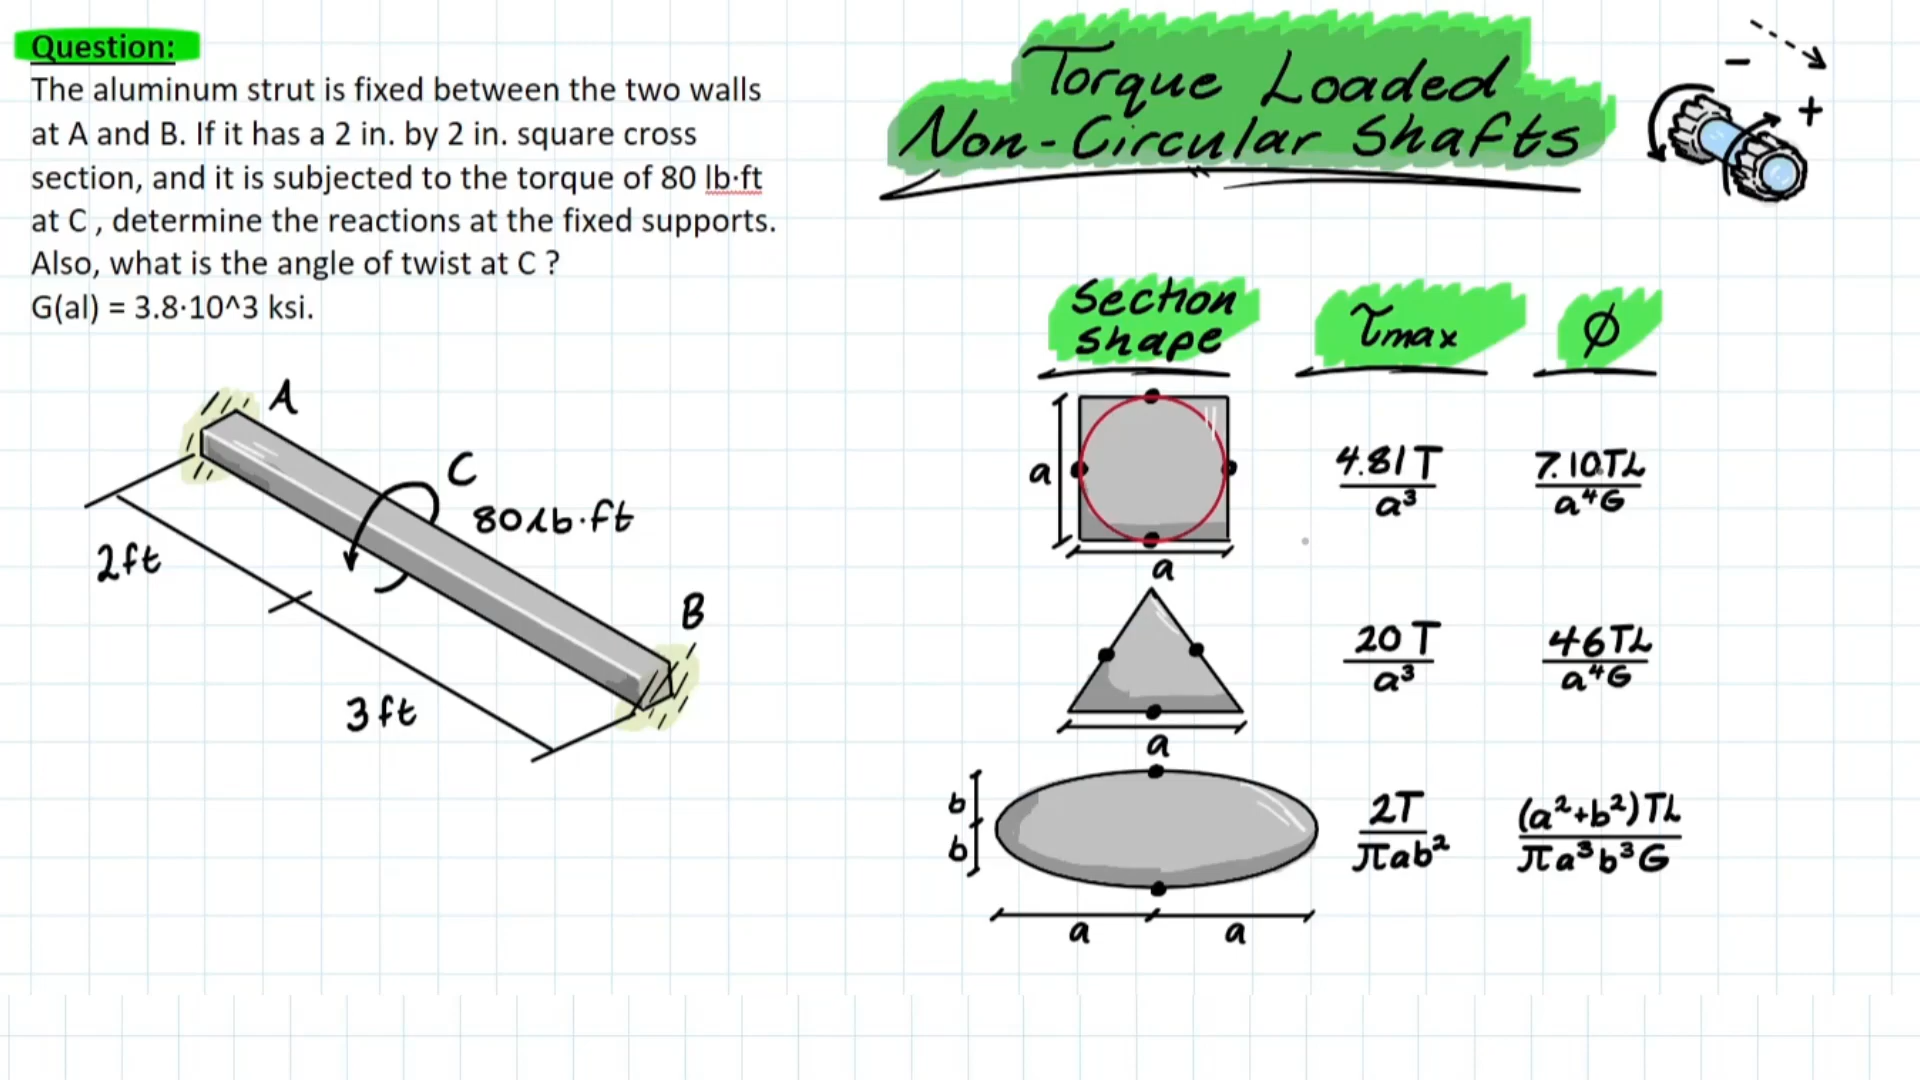 Question:
The aluminum strut is fixed between the two walls
at A and B. If it has a 2 in. by 2 in. square cross
section, and it is subjected to the torque of 80 lb·ft
at C , determine the reactions at the fixed supports.
Also, what is the angle of twist at C ?
G(al) = 3.8·10^3 ksi.
A
C
80 lb·ft
B
2ft
3ft
Torque Loaded
Non-Circular Shafts
-
+
Section
shape
τmax
φ
a
a
4.81T
a³
7.10TL
a⁴G
a
20T
a³
46TL
a⁴G
b
b
a
a
2T
πab²
(a²+b²)TL
πa³b³G